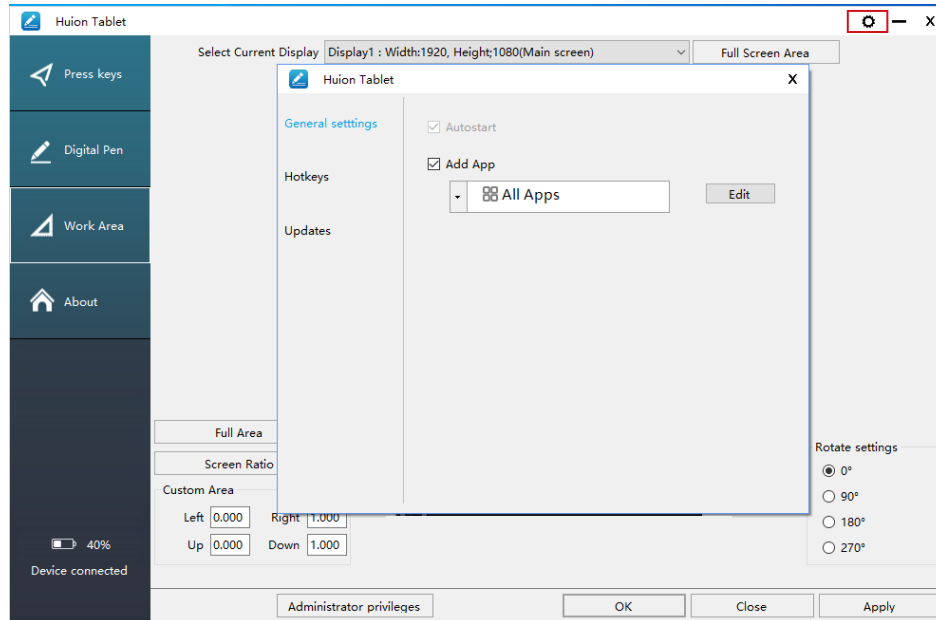 Huion Tablet
X
Press keys
Digital Pen
Work Area
About
40%
Device connected
Select Current Display Display1 : Width:1920, Height;1080(Main screen) Full Screen Area
Huion Tablet X
General setttings
Hotkeys
Updates
Autostart
Add App
All Apps Edit
Full Area
Screen Ratio
Custom Area
Left 0.000 Right 1.000
Up 0.000 Down 1.000
Rotate settings
0°
90°
180°
270°
Administrator privileges OK Close Apply